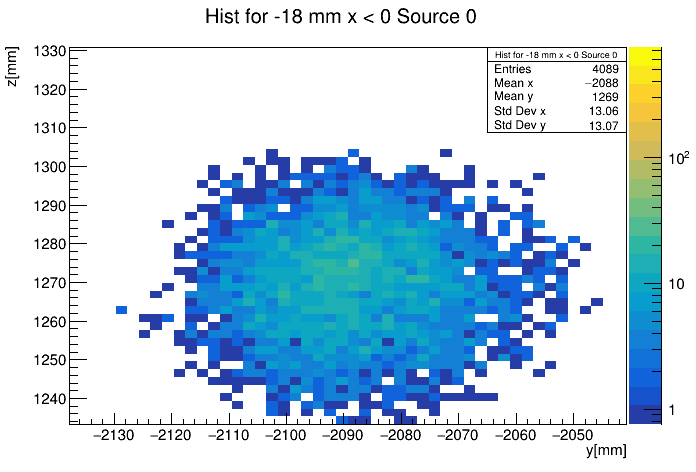 Hist for -18 mm x < 0 Source 0
z[mm]
1330
1320
1310
1300
1290
1280
1270
1260
1250
1240
Hist for -18 mm x < 0 Source 0
Entries 4089
Mean x −2088
Mean y 1269
Std Dev x 13.06
Std Dev y 13.07
10²
10
1
−2130 −2120 −2110 −2100 −2090 −2080 −2070 −2060 −2050
y[mm]